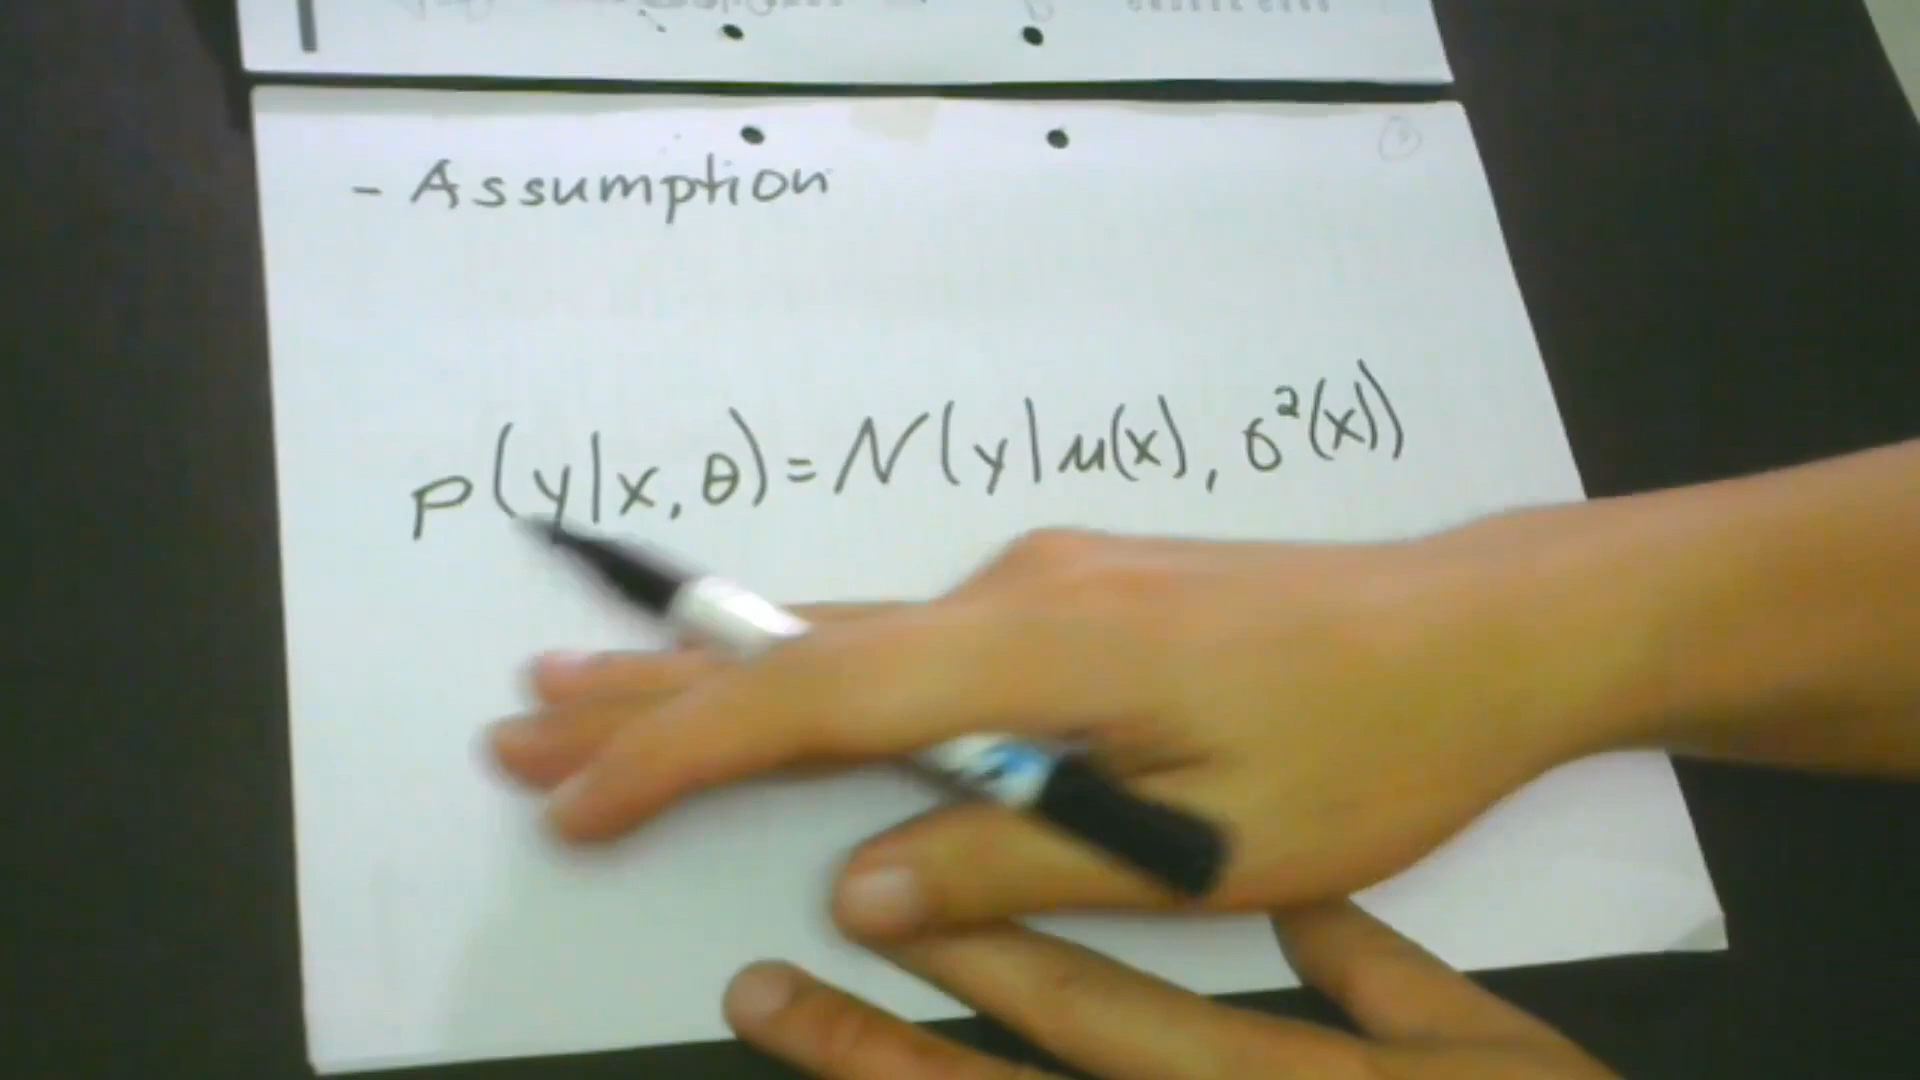 - Assumption
p(y|x, θ) = N(y|μ(x), σ²(x))